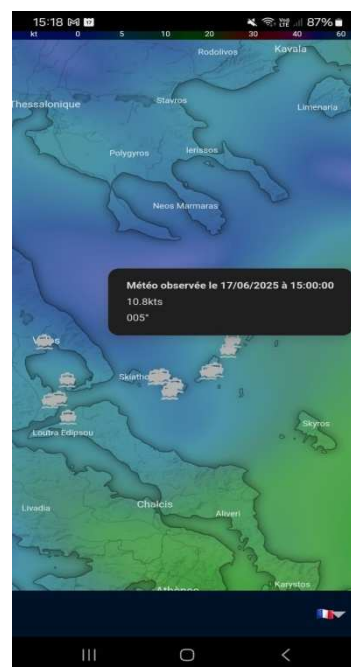 15:18 87%
kt 0 5 10 20 30 40 60
Rodolivos Kavala
Thessalonique Stavros Limenaria
Polygyros Ierissos
Neos Marmaras
Météo observée le 17/06/2025 à 15:00:00
10.8kts
005°
Volos
Skiathos
Skyros
Loutra Edipsou
Livadia Chalcis Aliveri
Athènes Karystos